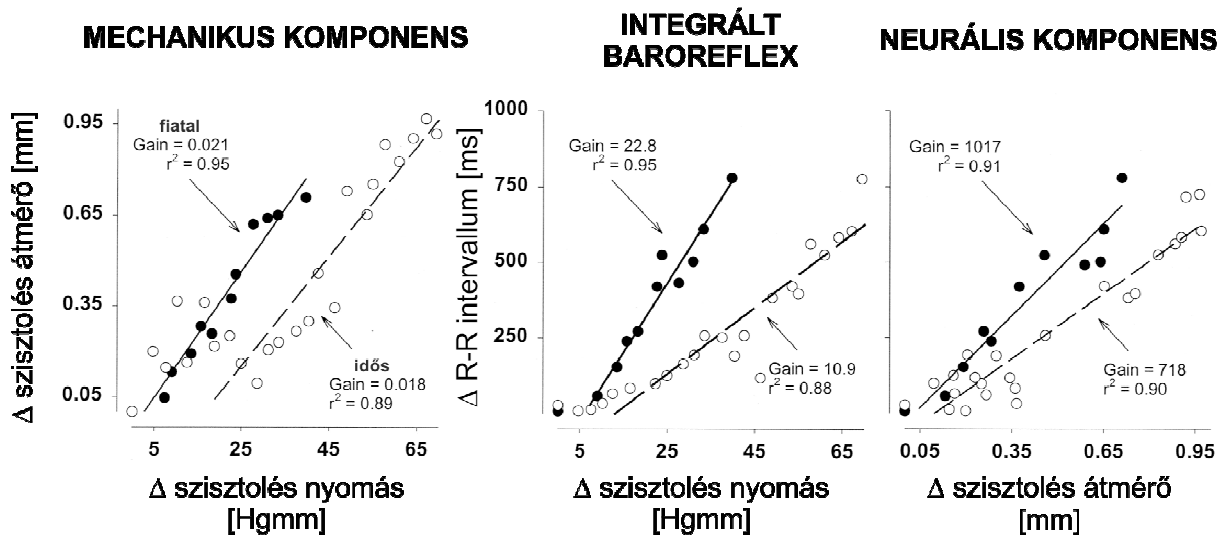 MECHANIKUS KOMPONENS
Δ szisztolés átmérő [mm]
0.95
0.65
0.35
0.05
fiatal
Gain = 0.021
r² = 0.95
idős
Gain = 0.018
r² = 0.89
5 25 45 65
Δ szisztolés nyomás
[Hgmm]
INTEGRÁLT
BAROREFLEX
Δ R-R intervallum [ms]
1000
750
500
250
Gain = 22.8
r² = 0.95
Gain = 10.9
r² = 0.88
5 25 45 65
Δ szisztolés nyomás
[Hgmm]
NEURÁLIS KOMPONENS
Gain = 1017
r² = 0.91
Gain = 718
r² = 0.90
0.05 0.35 0.65 0.95
Δ szisztolés átmérő
[mm]